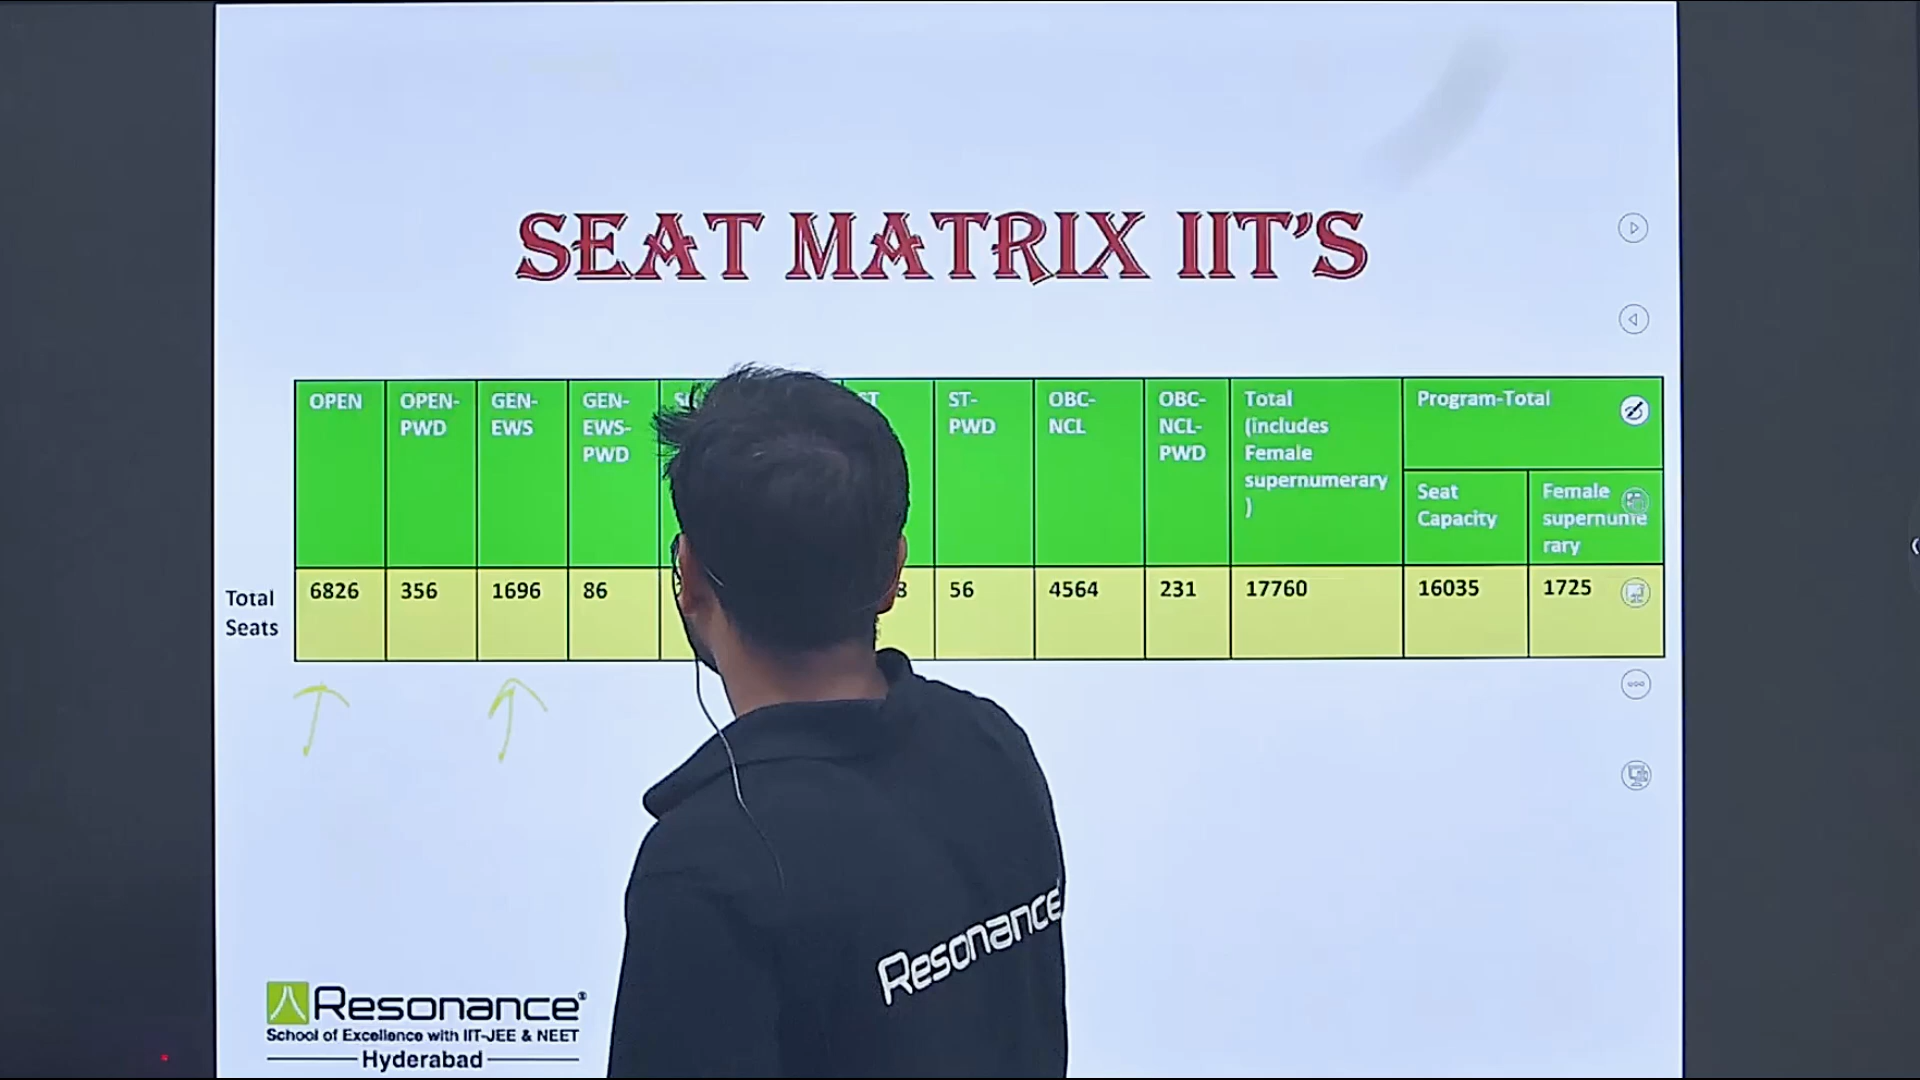 SEAT MATRIX IIT'S
OPEN
OPEN-
PWD
GEN-
EWS
GEN-
EWS-
PWD
ST
ST-
PWD
OBC-
NCL
OBC-
NCL-
PWD
Total
(includes
Female
supernumerary
)
Program-Total
Seat
Capacity
Female
supernume
rary
Total
Seats
6826
356
1696
86
56
4564
231
17760
16035
1725
Resonance
Resonance®
School of Excellence with IIT-JEE & NEET
Hyderabad